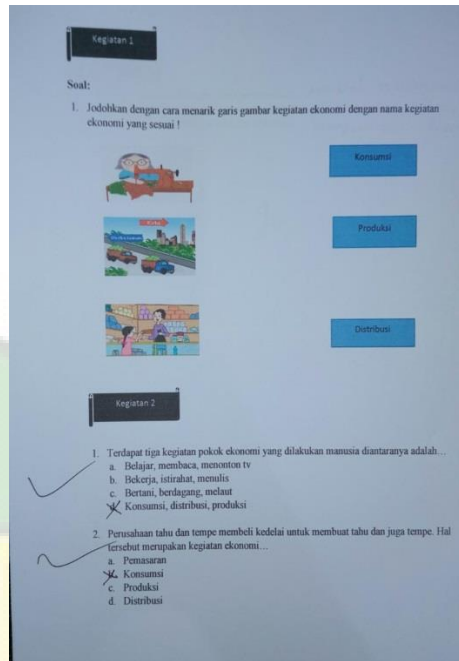 Kegiatan 1
Soal:
1. Jodohkan dengan cara menarik garis gambar kegiatan ekonomi dengan nama kegiatan
ekonomi yang sesuai !
Konsumsi
Produksi
Distribusi
Kegiatan 2
1. Terdapat tiga kegiatan pokok ekonomi yang dilakukan manusia diantaranya adalah…
a. Belajar, membaca, menonton tv
b. Bekerja, istirahat, menulis
c. Bertani, berdagang, melaut
Konsumsi, distribusi, produksi
2. Perusahaan tahu dan tempe membeli kedelai untuk membuat tahu dan juga tempe. Hal
tersebut merupakan kegiatan ekonomi…
a. Pemasaran
Konsumsi
c. Produksi
d. Distribusi